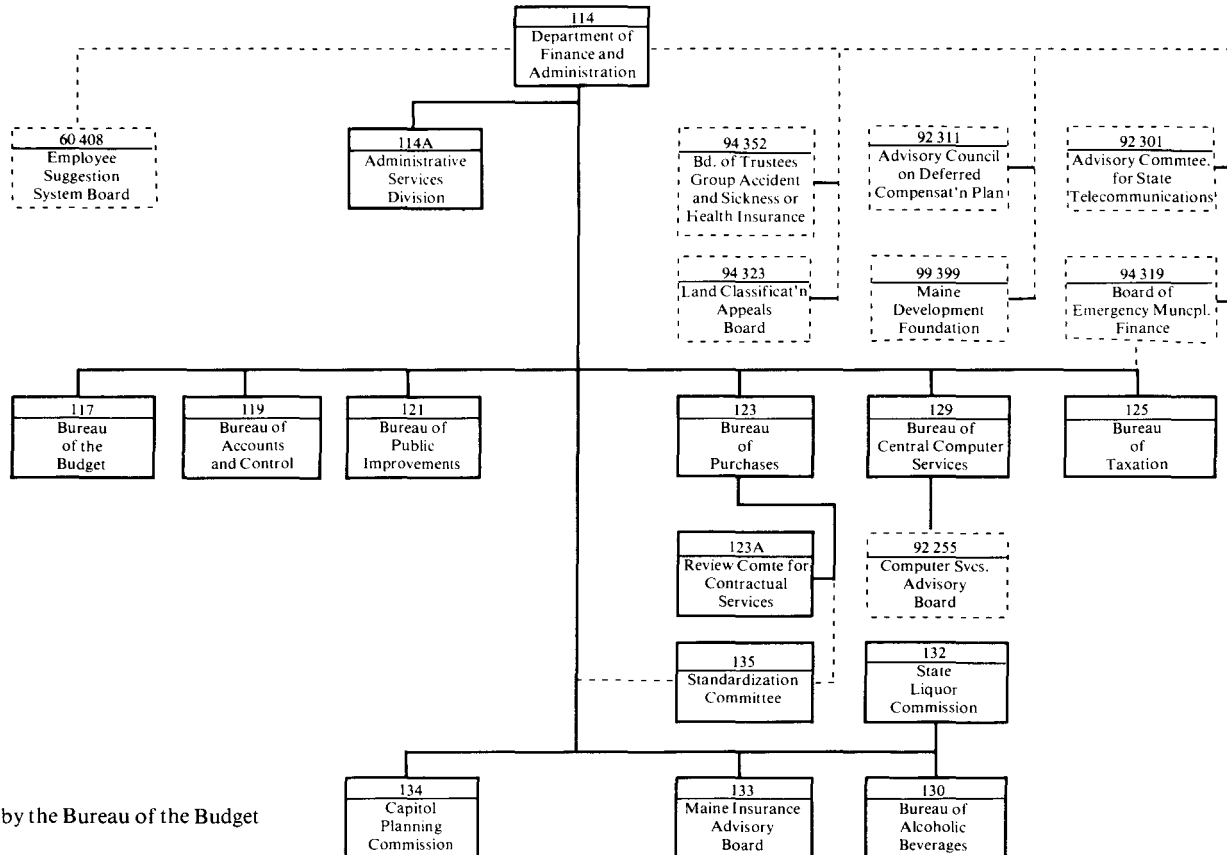 114
Department of
Finance and
Administration
60 408
Employee
Suggestion
System Board
114A
Administrative
Services
Division
94 352
Bd. of Trustees
Group Accident
and Sickness or
Health Insurance
92 311
Advisory Council
on Deferred
Compensat'n Plan
92 301
Advisory Commtee.
for State
Telecommunications
94 323
Land Classificat'n
Appeals
Board
99 399
Maine
Development
Foundation
94 319
Board of
Emergency Muncpl.
Finance
117
Bureau
of the
Budget
119
Bureau of
Accounts
and Control
121
Bureau of
Public
Improvements
123
Bureau
of
Purchases
129
Bureau of
Central Computer
Services
125
Bureau
of
Taxation
123A
Review Comte for
Contractual
Services
92 255
Computer Svcs.
Advisory
Board
135
Standardization
Committee
132
State
Liquor
Commission
134
Capitol
Planning
Commission
133
Maine Insurance
Advisory
Board
130
Bureau of
Alcoholic
Beverages
by the Bureau of the Budget